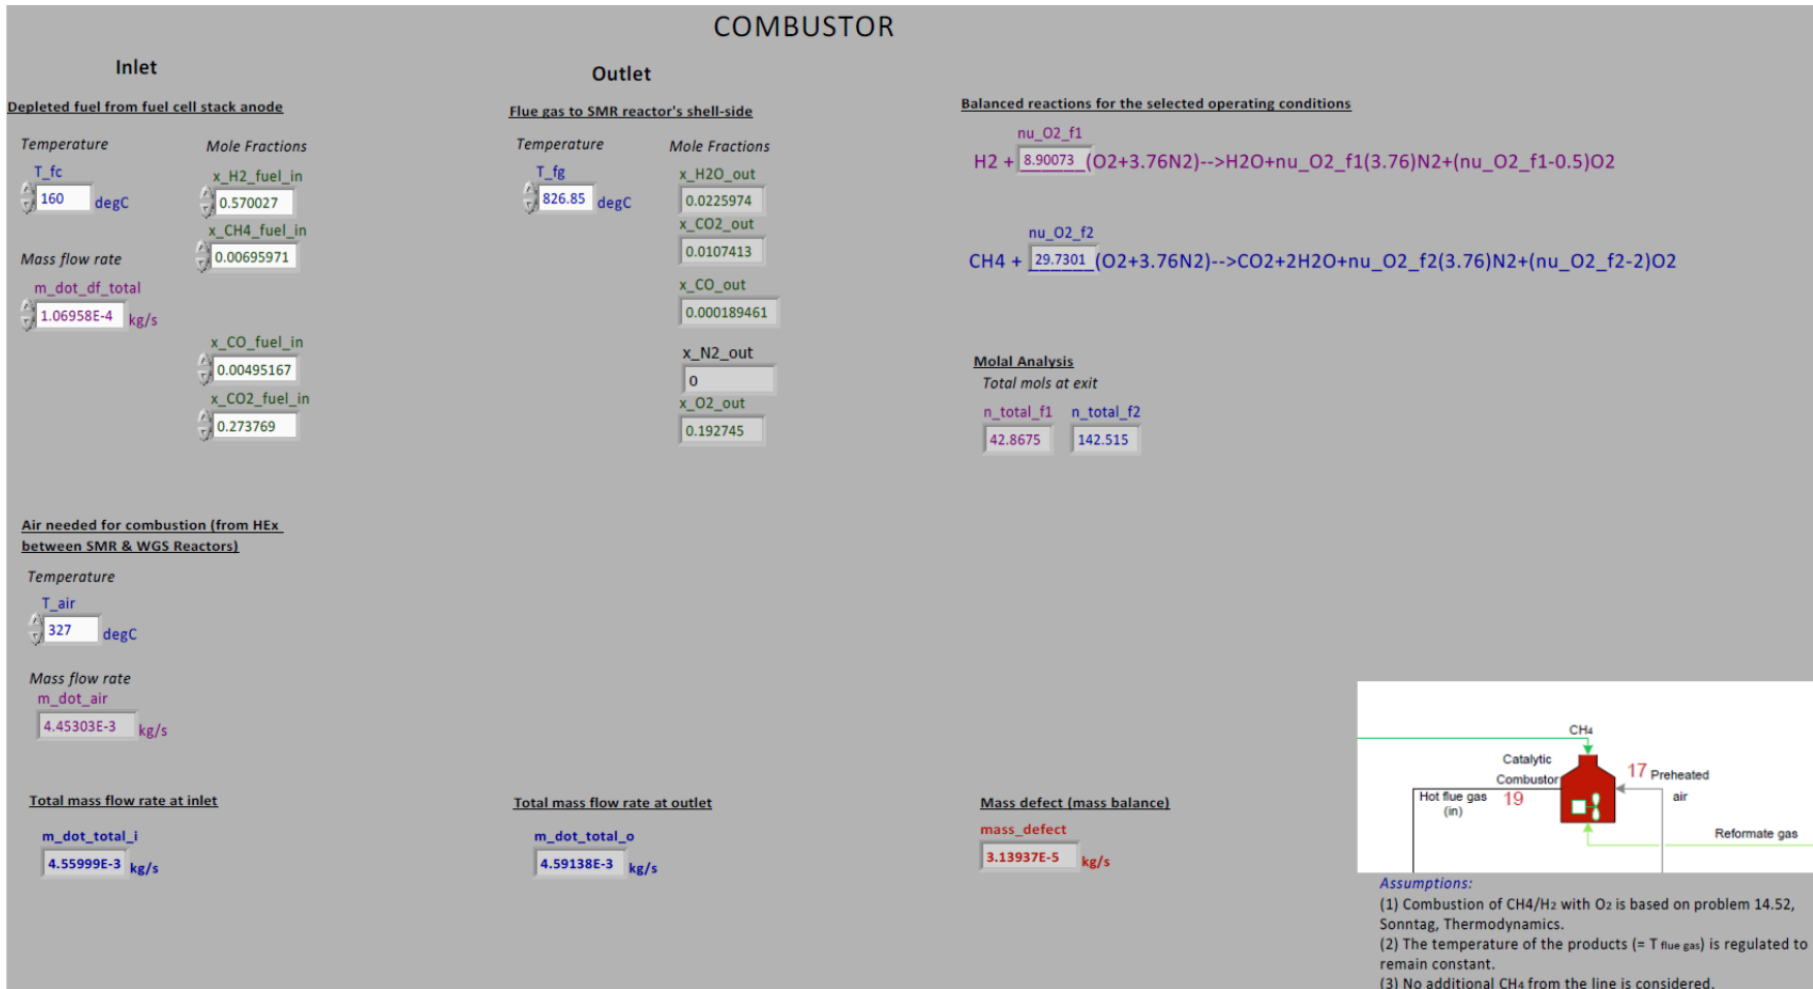 COMBUSTOR
Inlet
Depleted fuel from fuel cell stack anode
Temperature
T_fc
160 degC
Mass flow rate
m_dot_df_total
1.06958E-4 kg/s
Mole Fractions
x_H2_fuel_in
0.570027
x_CH4_fuel_in
0.00695971
x_CO_fuel_in
0.00495167
x_CO2_fuel_in
0.273769
Air needed for combustion (from HEx
between SMR & WGS Reactors)
Temperature
T_air
327 degC
Mass flow rate
m_dot_air
4.45303E-3 kg/s
Total mass flow rate at inlet
m_dot_total_i
4.55999E-3 kg/s
Outlet
Flue gas to SMR reactor's shell-side
Temperature
T_fg
826.85 degC
Mole Fractions
x_H2O_out
0.0225974
x_CO2_out
0.0107413
x_CO_out
0.000189461
x_N2_out
0
x_O2_out
0.192745
Total mass flow rate at outlet
m_dot_total_o
4.59138E-3 kg/s
Balanced reactions for the selected operating conditions
nu_O2_f1
H2 + 8.90073 (O2+3.76N2)-->H2O+nu_O2_f1(3.76)N2+(nu_O2_f1-0.5)O2
nu_O2_f2
CH4 + 29.7301 (O2+3.76N2)-->CO2+2H2O+nu_O2_f2(3.76)N2+(nu_O2_f2-2)O2
Molal Analysis
Total mols at exit
n_total_f1 n_total_f2
42.8675 142.515
Mass defect (mass balance)
mass_defect
3.13937E-5 kg/s
CH4
Catalytic
Combustor
17 Preheated
air
Hot flue gas 19
(in)
Reformate gas
Assumptions:
(1) Combustion of CH4/H2 with O2 is based on problem 14.52,
Sonntag, Thermodynamics.
(2) The temperature of the products (= T flue gas) is regulated to
remain constant.
(3) No additional CH4 from the line is considered.